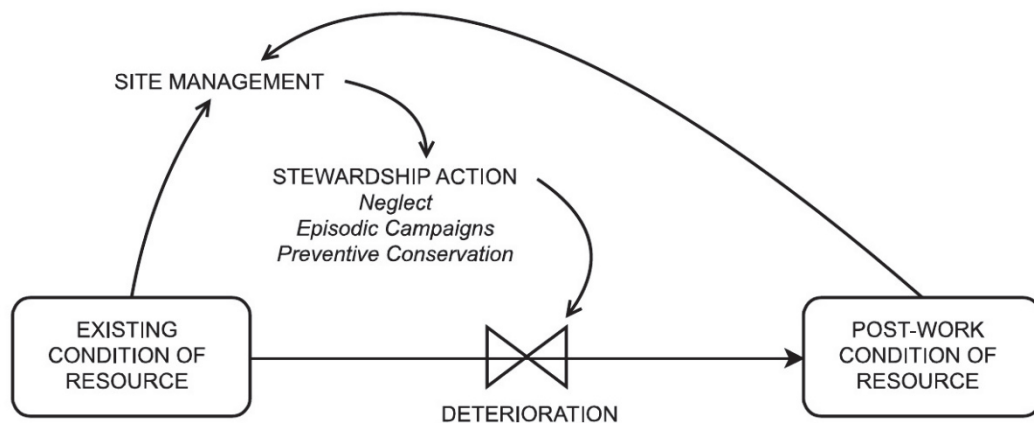 SITE MANAGEMENT
STEWARDSHIP ACTION
Neglect
Episodic Campaigns
Preventive Conservation
EXISTING
CONDITION OF
RESOURCE
POST-WORK
CONDITION OF
RESOURCE
DETERIORATION